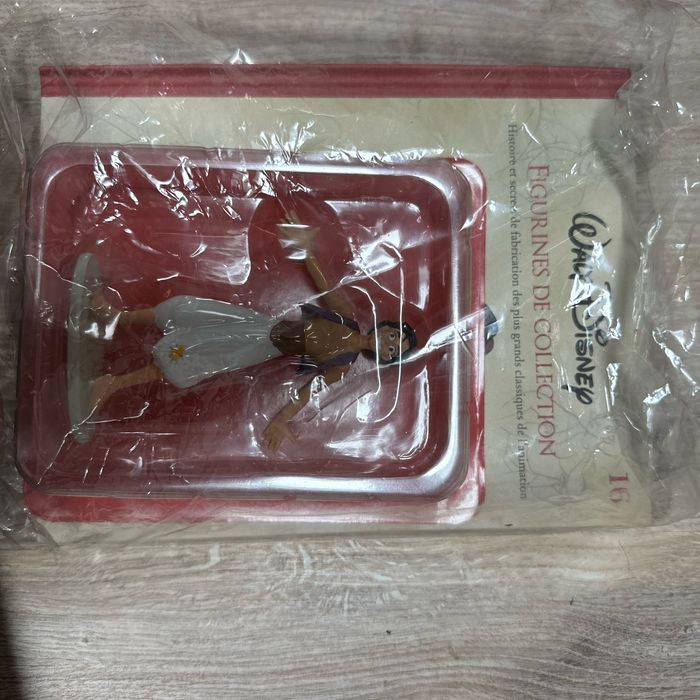 16
WALT DISNEY
FIGURINES DE COLLECTION
Histoire et secrets de fabrication des plus grands classiques de l'animation